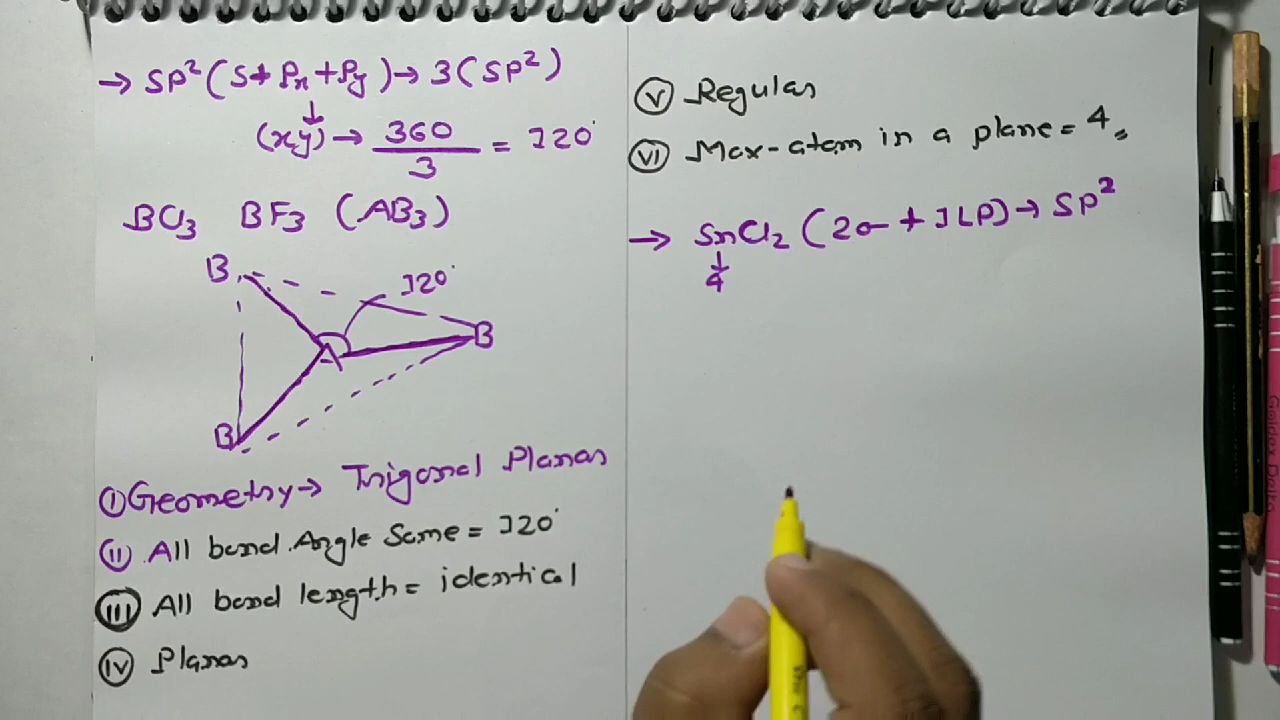 → SP² (S + Px + Py) → 3 (SP²)
↓
(xy) → 360/3 = 120°
BCl₃ BF₃ (AB₃)
B
120°
A
B
B
(I) Geometry → Trigonal Planar
(II) All bond Angle Same = 120°
(III) All bond length = identical
(IV) Planar
(V) Regular
(VI) Max-atom in a plane = 4
→ SnCl₂ (2σ + 1LP) → SP²
↓
4